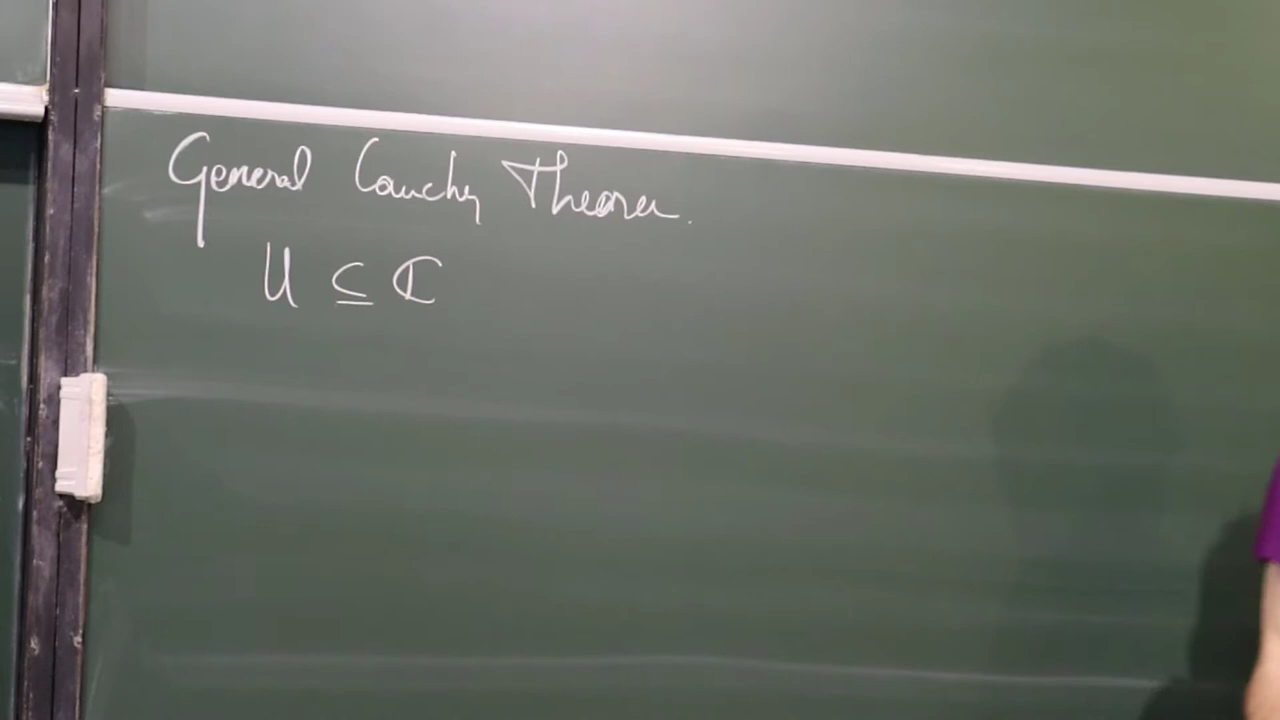 General Cauchy Theorem.
U ⊆ ℂ